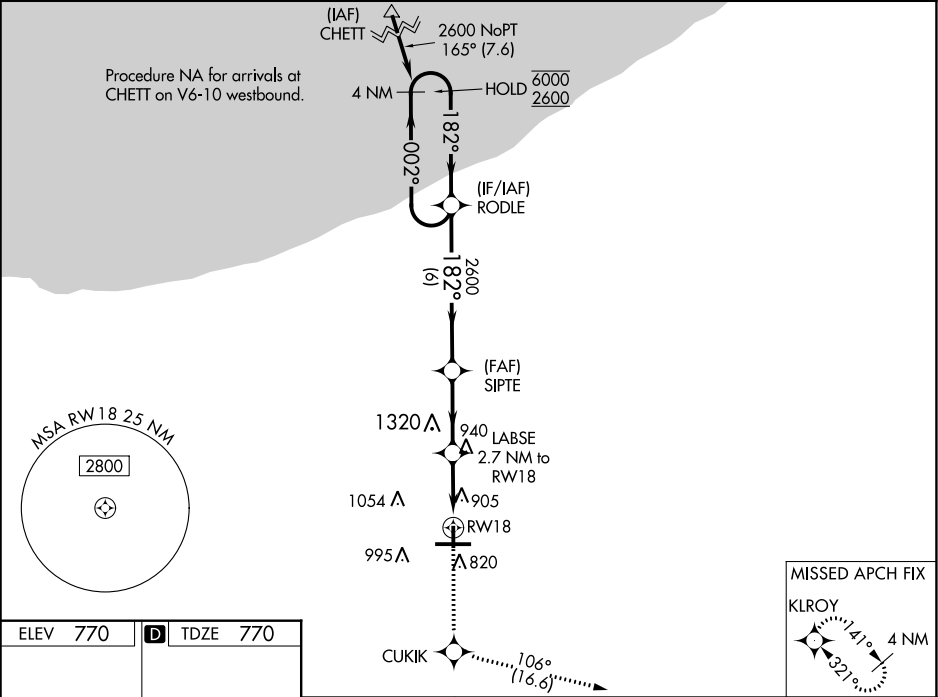 (IAF)
CHETT
2600 NoPT
165° (7.6)
Procedure NA for arrivals at
CHETT on V6-10 westbound.
4 NM
HOLD
6000
2600
182°
002°
(IF/IAF)
RODLE
2600
182°
(6)
(FAF)
SIPTE
1320
940
LABSE
2.7 NM to
RW18
1054
905
RW18
995
820
MSA RW18 25 NM
2800
CUKIK
106°
(16.6)
MISSED APCH FIX
KLROY
141°
4 NM
321°
ELEV 770
D TDZE 770